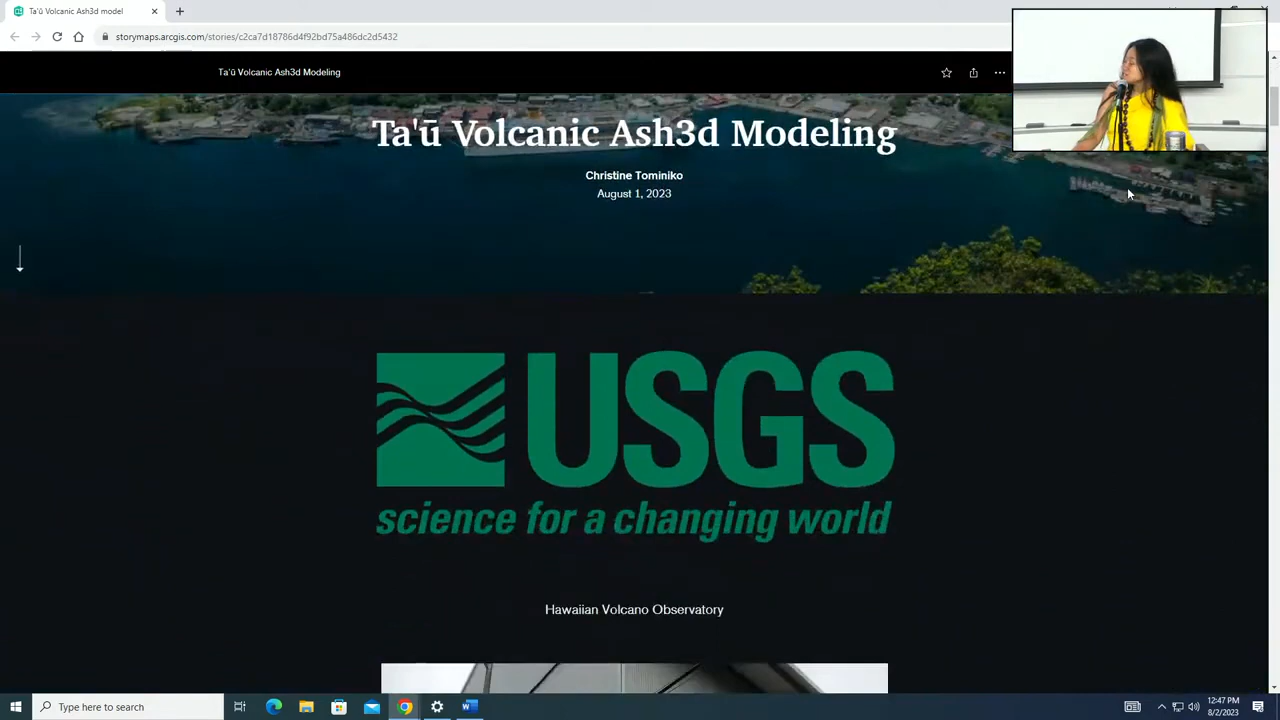 Ta'ū Volcanic Ash3d model
storymaps.arcgis.com/stories/c2ca7d18786d4f92bd75a486dc2d5432
Ta'ū Volcanic Ash3d Modeling
Ta'ū Volcanic Ash3d Modeling
Christine Tominiko
August 1, 2023
USGS
science for a changing world
Hawaiian Volcano Observatory
Type here to search
12:47 PM
8/2/2023